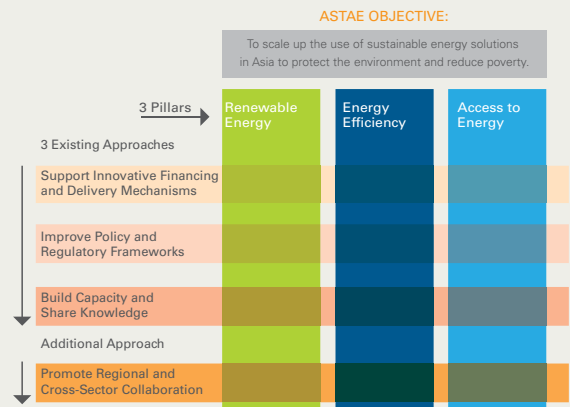 ASTAE OBJECTIVE:
To scale up the use of sustainable energy solutions
in Asia to protect the environment and reduce poverty.
3 Pillars
Renewable
Energy
Energy
Efficiency
Access to
Energy
3 Existing Approaches
Support Innovative Financing
and Delivery Mechanisms
Improve Policy and
Regulatory Frameworks
Build Capacity and
Share Knowledge
Additional Approach
Promote Regional and
Cross-Sector Collaboration